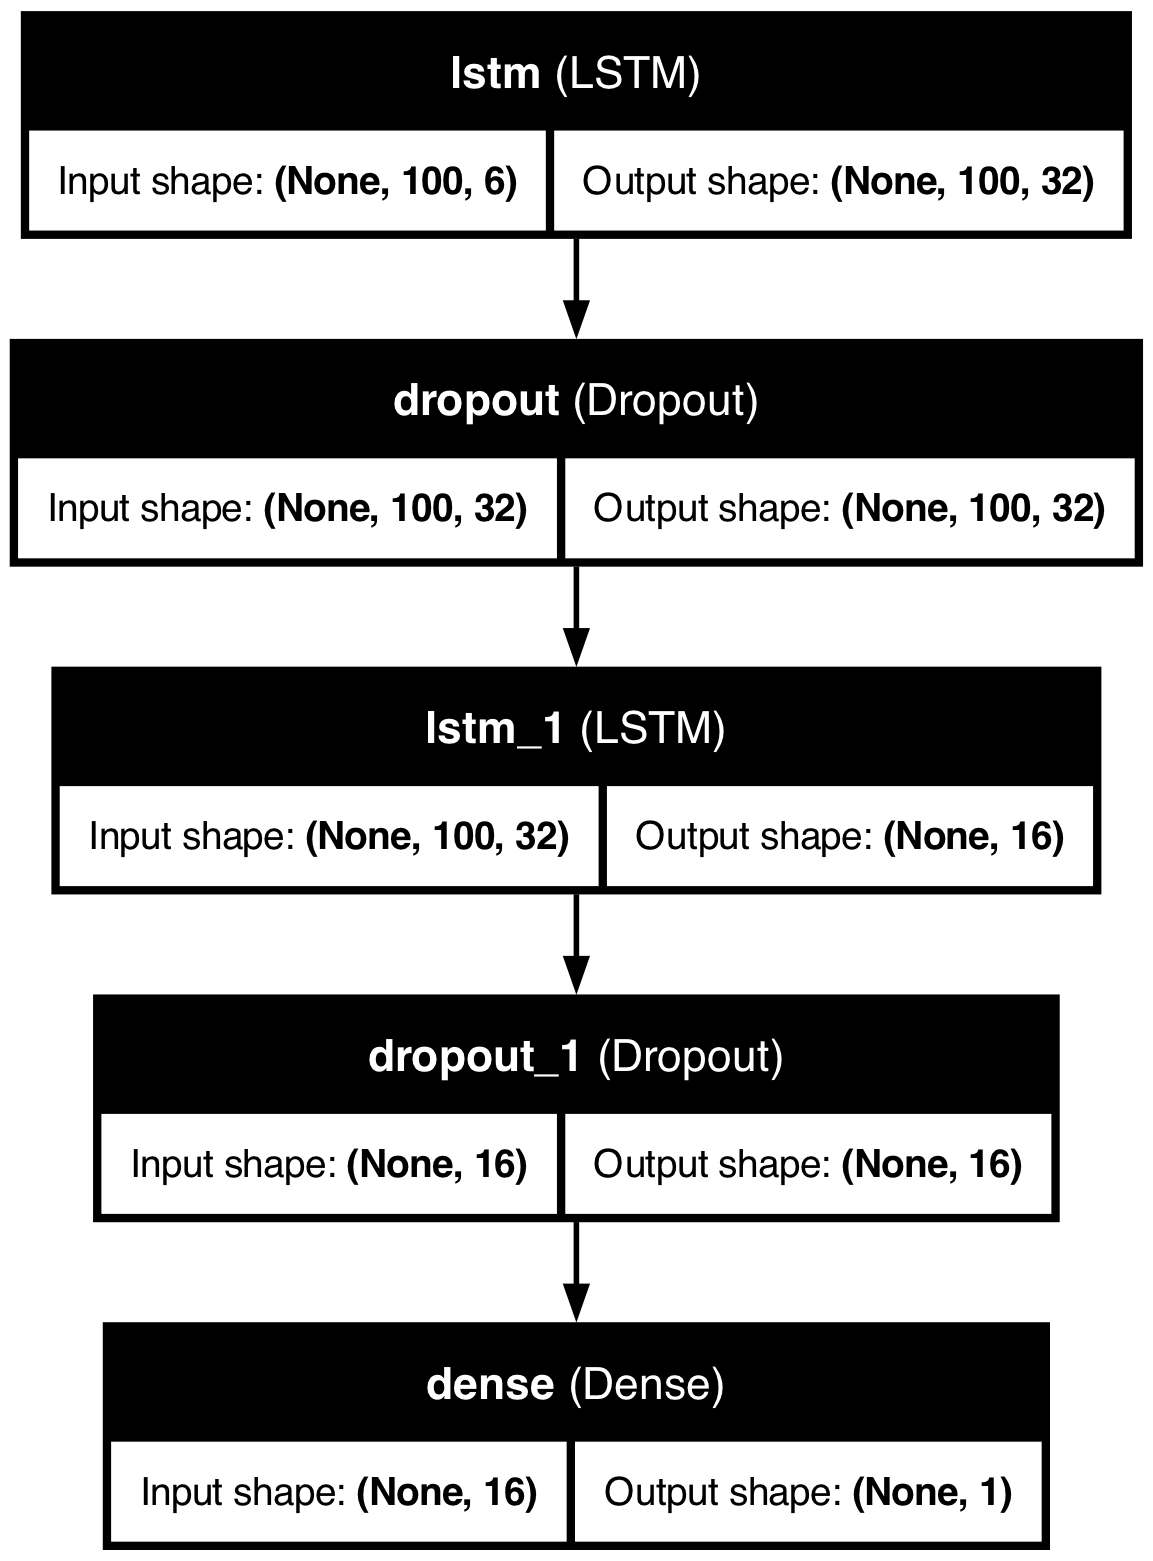 lstm (LSTM)
Input shape: (None, 100, 6) Output shape: (None, 100, 32)
dropout (Dropout)
Input shape: (None, 100, 32) Output shape: (None, 100, 32)
lstm_1 (LSTM)
Input shape: (None, 100, 32) Output shape: (None, 16)
dropout_1 (Dropout)
Input shape: (None, 16) Output shape: (None, 16)
dense (Dense)
Input shape: (None, 16) Output shape: (None, 1)